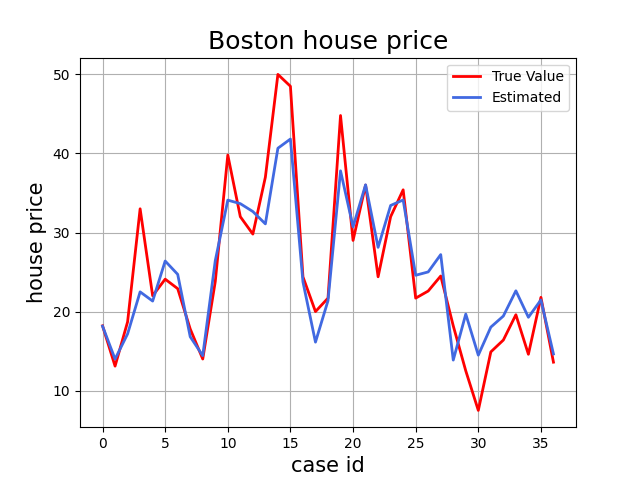 Boston house price
True Value
Estimated
house price
50
40
30
20
10
0 5 10 15 20 25 30 35
case id